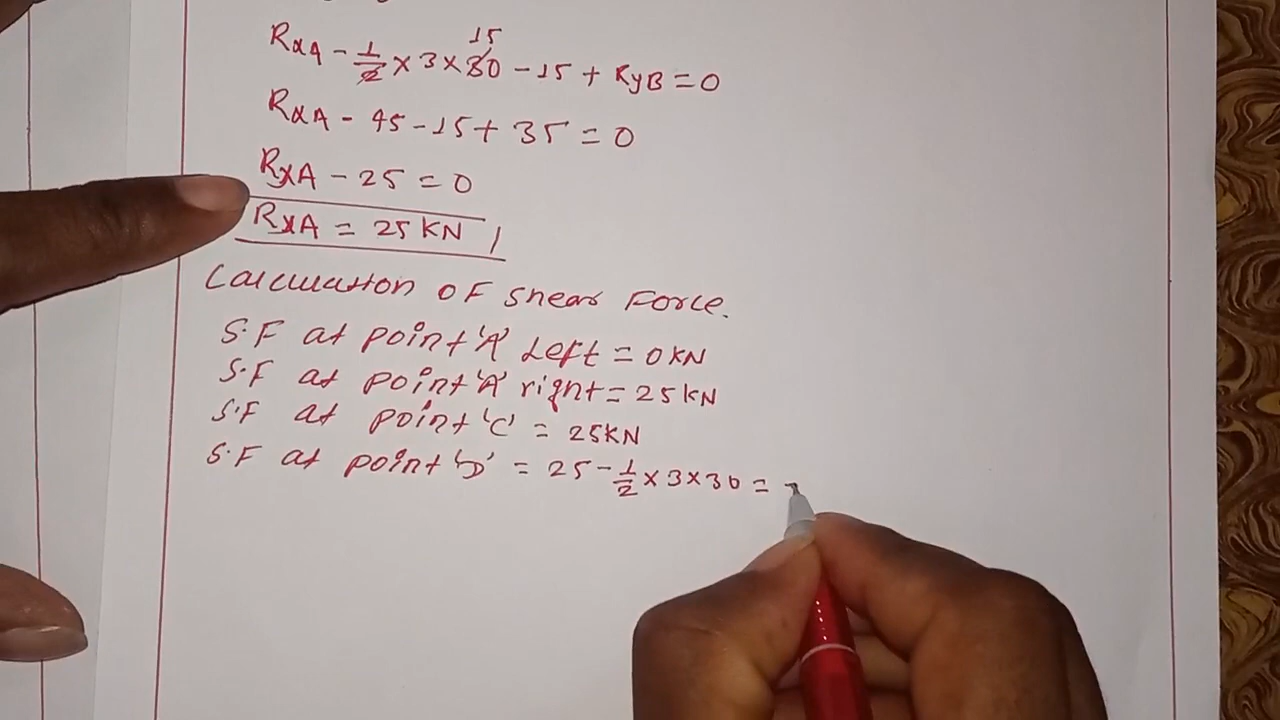 15
RxA - 1/2 × 3 × 30 - 15 + RyB = 0
RxA - 45 - 15 + 35 = 0
RxA - 25 = 0
RxA = 25 KN
Calculation OF Shear Force.
S.F at point 'A' Left = 0 KN
S.F at point 'A' right = 25 KN
S.F at point 'C' = 25KN
S.F at point 'D' = 25 - 1/2 × 3 × 30 = -